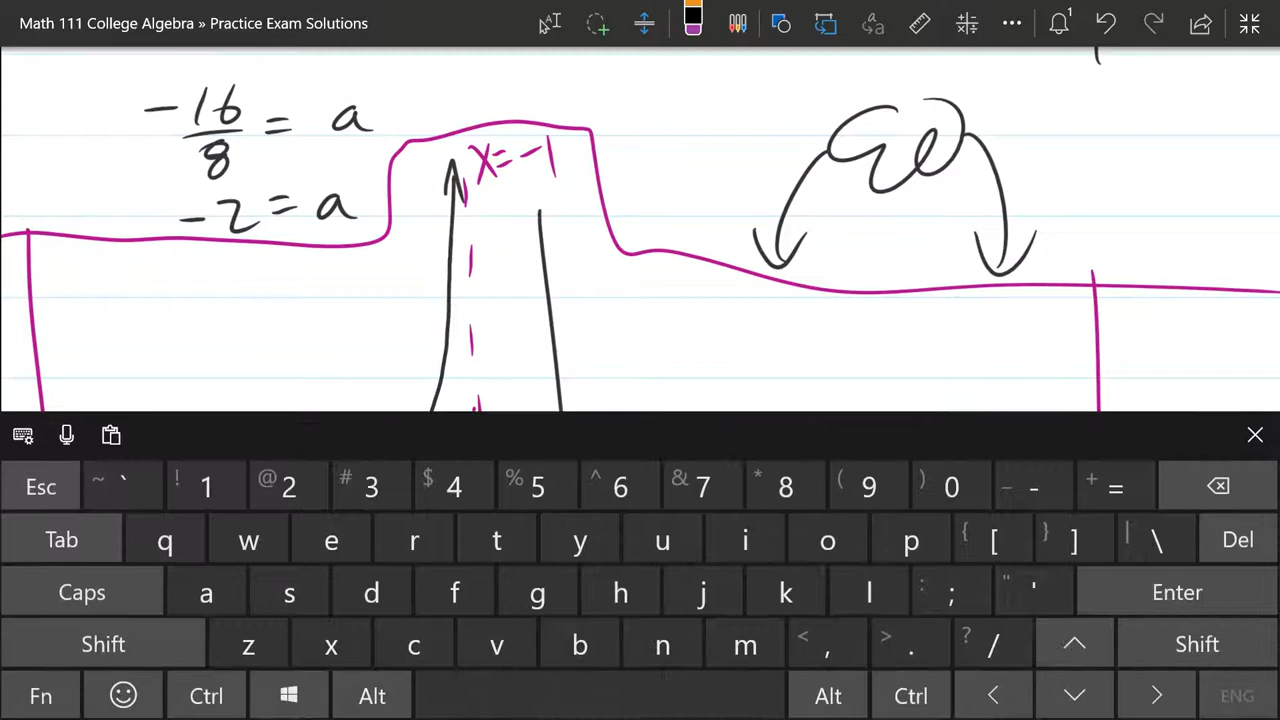 Math 111 College Algebra » Practice Exam Solutions
1
-16/8 = a
x=-1
-2 = a
Esc ~ ` ! 1 @ 2 # 3 $ 4 % 5 ^ 6 & 7 * 8 ( 9 ) 0 _ - + =
Tab q w e r t y u i o p { [ } ] | \ Del
Caps a s d f g h j k l : ; " ' Enter
Shift z x c v b n m < , > . ? / Shift
Fn Ctrl Alt Alt Ctrl ENG